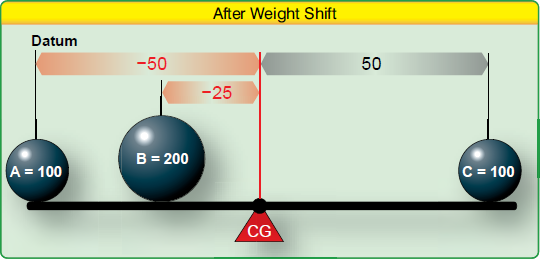 After Weight Shift
Datum
−50
50
−25
A = 100
B = 200
C = 100
CG